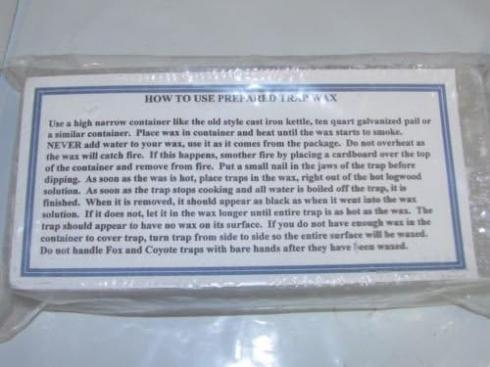 HOW TO USE PREPARED TRAP WAX
Use a high narrow container like the old style cast iron kettle, ten quart galvanized pail or
a similar container. Place wax in container and heat until the wax starts to smoke.
NEVER add water to your wax, use it as it comes from the package. Do not overheat as
the wax will catch fire. If this happens, smother fire by placing a cardboard over the top
of the container and remove from fire. Put a small nail in the jaws of the trap before
dipping. As soon as the was is hot, place traps in the wax, right out of the hot logwood
solution. As soon as the trap stops cooking and all water is boiled off the trap, it is
finished. When it is removed, it should appear as black as when it went into the wax
solution. If it does not, let it in the wax longer until entire trap is as hot as the wax. The
trap should appear to have no wax on its surface. If you do not have enough wax in the
container to cover trap, turn trap from side to side so the entire surface will be waxed.
Do not handle Fox and Coyote traps with bare hands after they have been waxed.